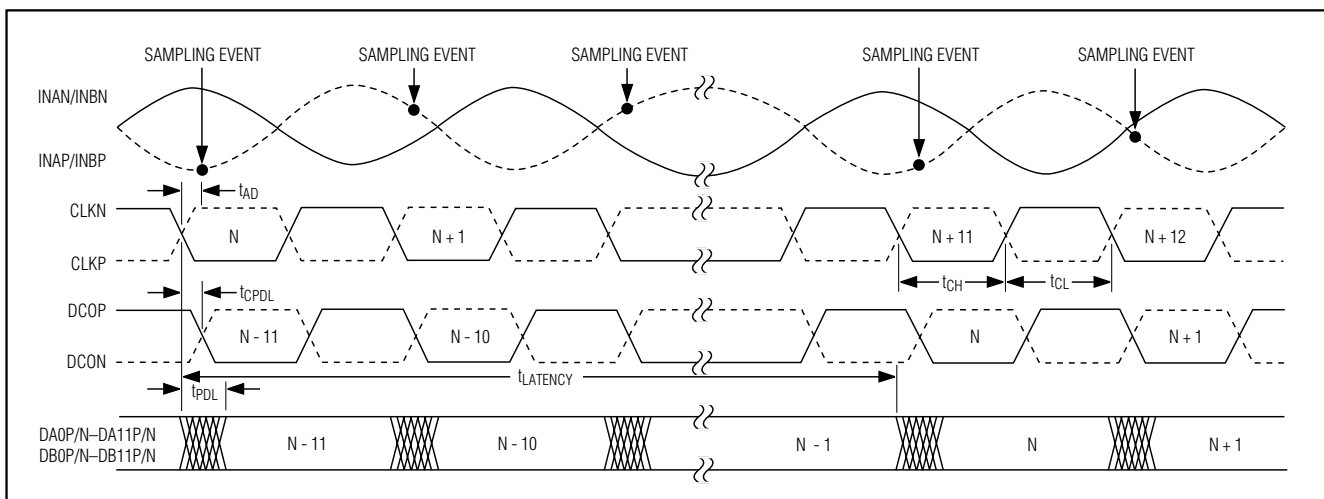 SAMPLING EVENT SAMPLING EVENT SAMPLING EVENT SAMPLING EVENT SAMPLING EVENT
INAN/INBN
INAP/INBP
tAD
CLKN
N N + 1 N + 11 N + 12
CLKP
tCH tCL
tCPDL
DCOP
N - 11 N - 10 N N + 1
DCON
tLATENCY
tPDL
DA0P/N–DA11P/N
DB0P/N–DB11P/N
N - 11 N - 10 N - 1 N N + 1